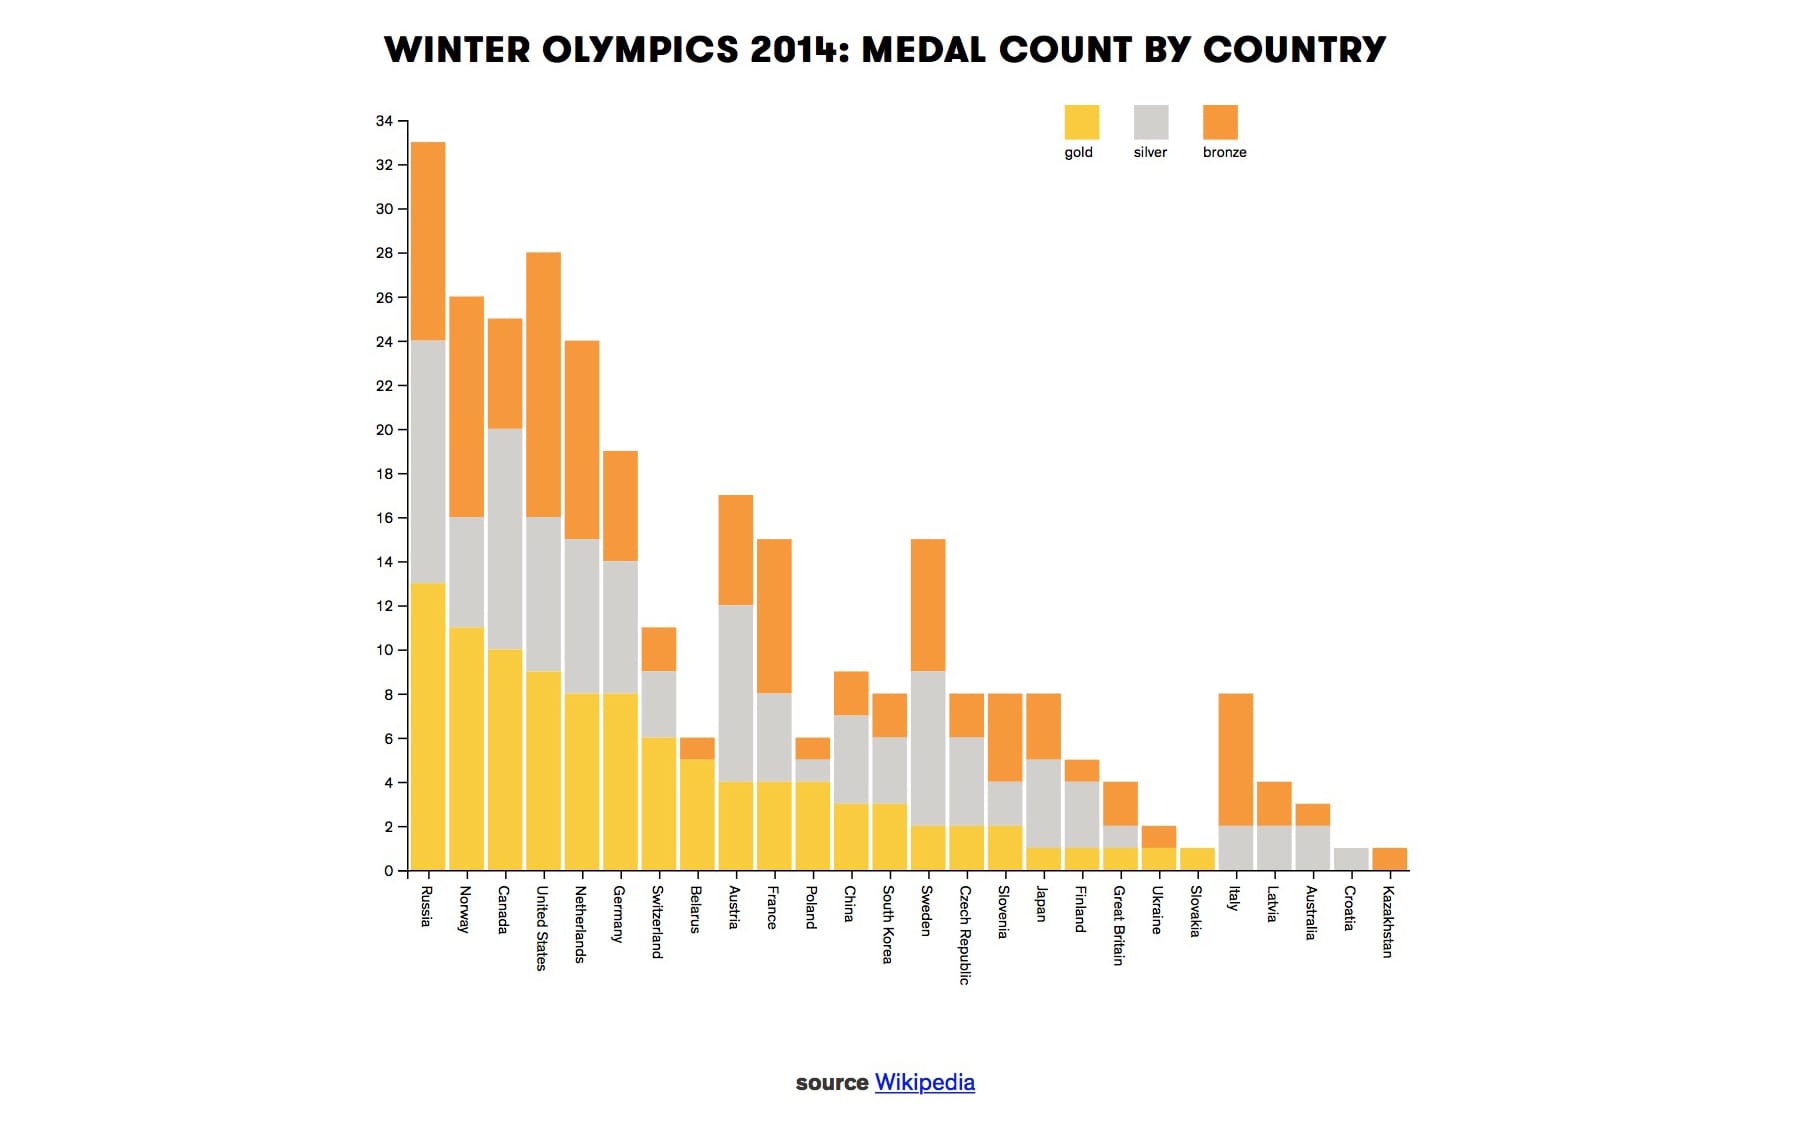 WINTER OLYMPICS 2014: MEDAL COUNT BY COUNTRY
gold silver bronze
34
32
30
28
26
24
22
20
18
16
14
12
10
8
6
4
2
0
Russia
Norway
Canada
United States
Netherlands
Germany
Switzerland
Belarus
Austria
France
Poland
China
South Korea
Sweden
Czech Republic
Slovenia
Japan
Finland
Great Britain
Ukraine
Slovakia
Italy
Latvia
Australia
Croatia
Kazakhstan
source Wikipedia